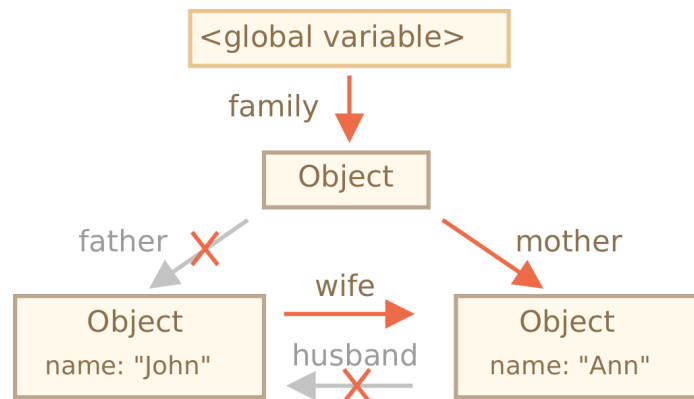 <global variable>
family
Object
father
mother
wife
Object
Object
name: "John"
husband
name: "Ann"